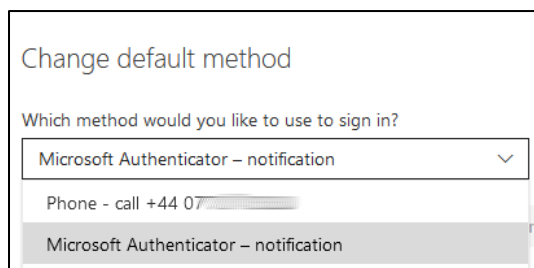 Change default method
Which method would you like to use to sign in?
Microsoft Authenticator – notification
Phone - call +44 07
Microsoft Authenticator – notification